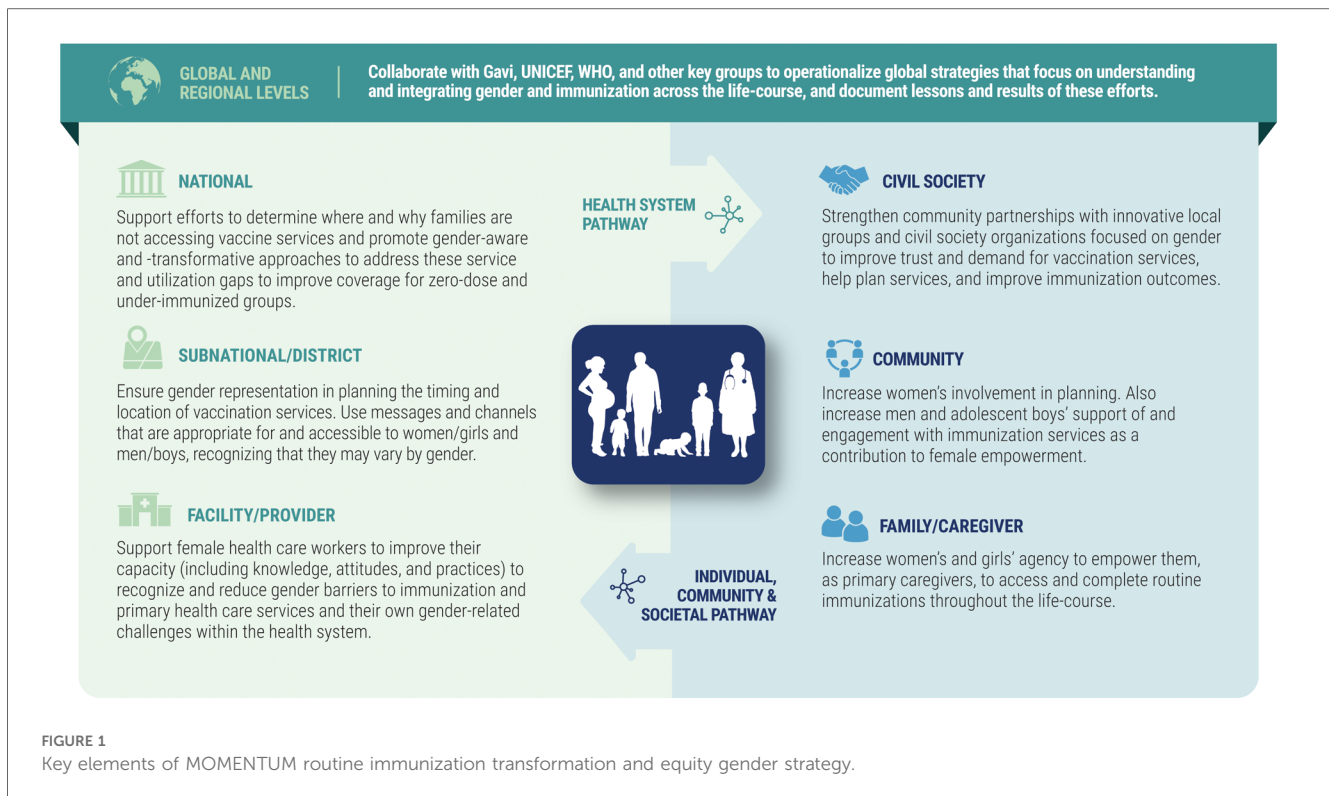 GLOBAL AND
REGIONAL LEVELS
Collaborate with Gavi, UNICEF, WHO, and other key groups to operationalize global strategies that focus on understanding
and integrating gender and immunization across the life-course, and document lessons and results of these efforts.
NATIONAL
Support efforts to determine where and why families are
not accessing vaccine services and promote gender-aware
and -transformative approaches to address these service
and utilization gaps to improve coverage for zero-dose and
under-immunized groups.
SUBNATIONAL/DISTRICT
Ensure gender representation in planning the timing and
location of vaccination services. Use messages and channels
that are appropriate for and accessible to women/girls and
men/boys, recognizing that they may vary by gender.
FACILITY/PROVIDER
Support female health care workers to improve their
capacity (including knowledge, attitudes, and practices) to
recognize and reduce gender barriers to immunization and
primary health care services and their own gender-related
challenges within the health system.
HEALTH SYSTEM
PATHWAY
INDIVIDUAL,
COMMUNITY &
SOCIETAL PATHWAY
CIVIL SOCIETY
Strengthen community partnerships with innovative local
groups and civil society organizations focused on gender
to improve trust and demand for vaccination services,
help plan services, and improve immunization outcomes.
COMMUNITY
Increase women's involvement in planning. Also
increase men and adolescent boys' support of and
engagement with immunization services as a
contribution to female empowerment.
FAMILY/CAREGIVER
Increase women's and girls' agency to empower them,
as primary caregivers, to access and complete routine
immunizations throughout the life-course.
FIGURE 1
Key elements of MOMENTUM routine immunization transformation and equity gender strategy.